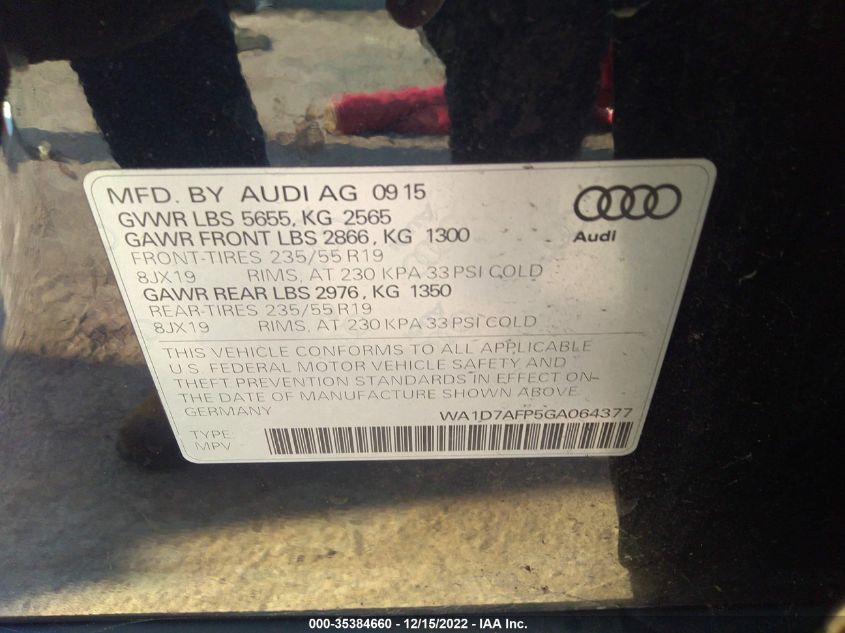 MFD. BY AUDI AG 09 15
GVWR LBS 5655, KG 2565
GAWR FRONT LBS 2866, KG 1300
FRONT-TIRES 235/55 R19
8JX19 RIMS, AT 230 KPA 33 PSI COLD
GAWR REAR LBS 2976, KG 1350
REAR-TIRES 235/55 R19
8JX19 RIMS, AT 230 KPA 33 PSI COLD
Audi
THIS VEHICLE CONFORMS TO ALL APPLICABLE
U.S. FEDERAL MOTOR VEHICLE SAFETY AND
THEFT PREVENTION STANDARDS IN EFFECT ON
THE DATE OF MANUFACTURE SHOWN ABOVE.
GERMANY WA1D7AFP5GA064377
TYPE:
MPV
000-35384660 - 12/15/2022 - IAA Inc.